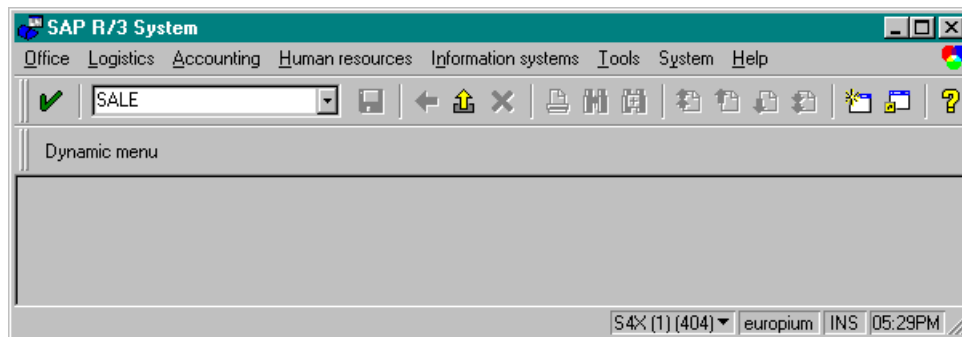 SAP R/3 System
Office Logistics Accounting Human resources Information systems Tools System Help
SALE
Dynamic menu
S4X (1) (404) europium INS 05:29PM